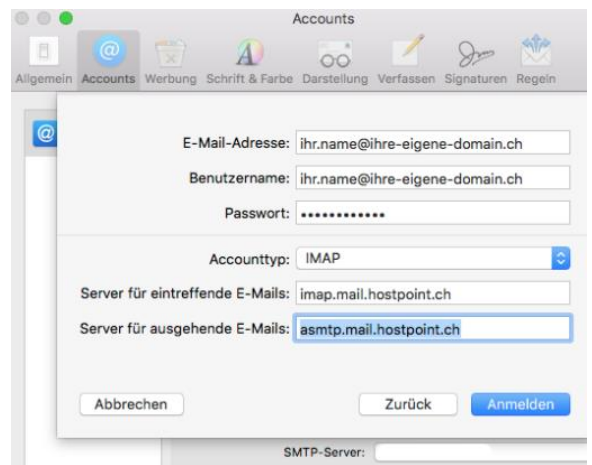 Accounts
Allgemein Accounts Werbung Schrift & Farbe Darstellung Verfassen Signaturen Regeln
E-Mail-Adresse: ihr.name@ihre-eigene-domain.ch
Benutzername: ihr.name@ihre-eigene-domain.ch
Passwort: ••••••••••••
Accounttyp: IMAP
Server für eintreffende E-Mails: imap.mail.hostpoint.ch
Server für ausgehende E-Mails: asmtp.mail.hostpoint.ch
Abbrechen Zurück Anmelden
SMTP-Server: